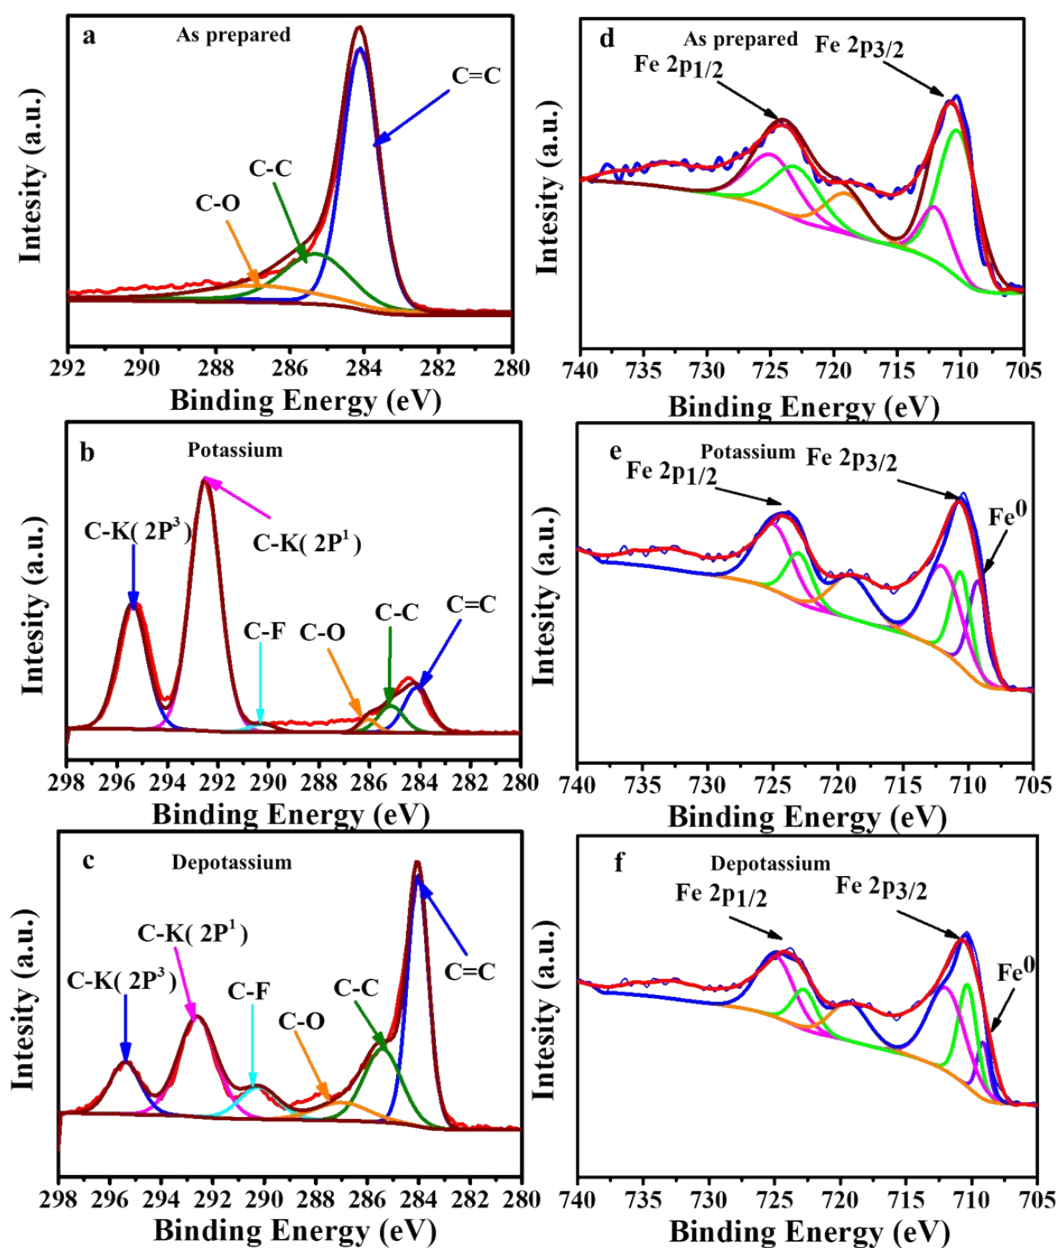 a
As prepared
C=C
C-C
C-O
Intesity (a.u.)
292 290 288 286 284 282 280
Binding Energy (eV)
d
As prepared
Fe 2p1/2
Fe 2p3/2
Intesity (a.u.)
740 735 730 725 720 715 710 705
Binding Energy (eV)
b
Potassium
C-K( 2P³)
C-K( 2P¹)
C-F
C-O
C-C
C=C
Intesity (a.u.)
298 295 292 290 288 286 284 282 280
Binding Energy (eV)
e
Potassium
Fe 2p1/2
Fe 2p3/2
Fe⁰
Intesity (a.u.)
740 735 730 725 720 715 710 705
Binding Energy (eV)
c
Depotassium
C-K( 2P¹)
C-K( 2P³)
C-F
C-O
C-C
C=C
Intesity (a.u.)
298 295 292 290 288 286 284 282 280
Binding Energy (eV)
f
Depotassium
Fe 2p1/2
Fe 2p3/2
Fe⁰
Intesity (a.u.)
740 735 730 725 720 715 710 705
Binding Energy (eV)